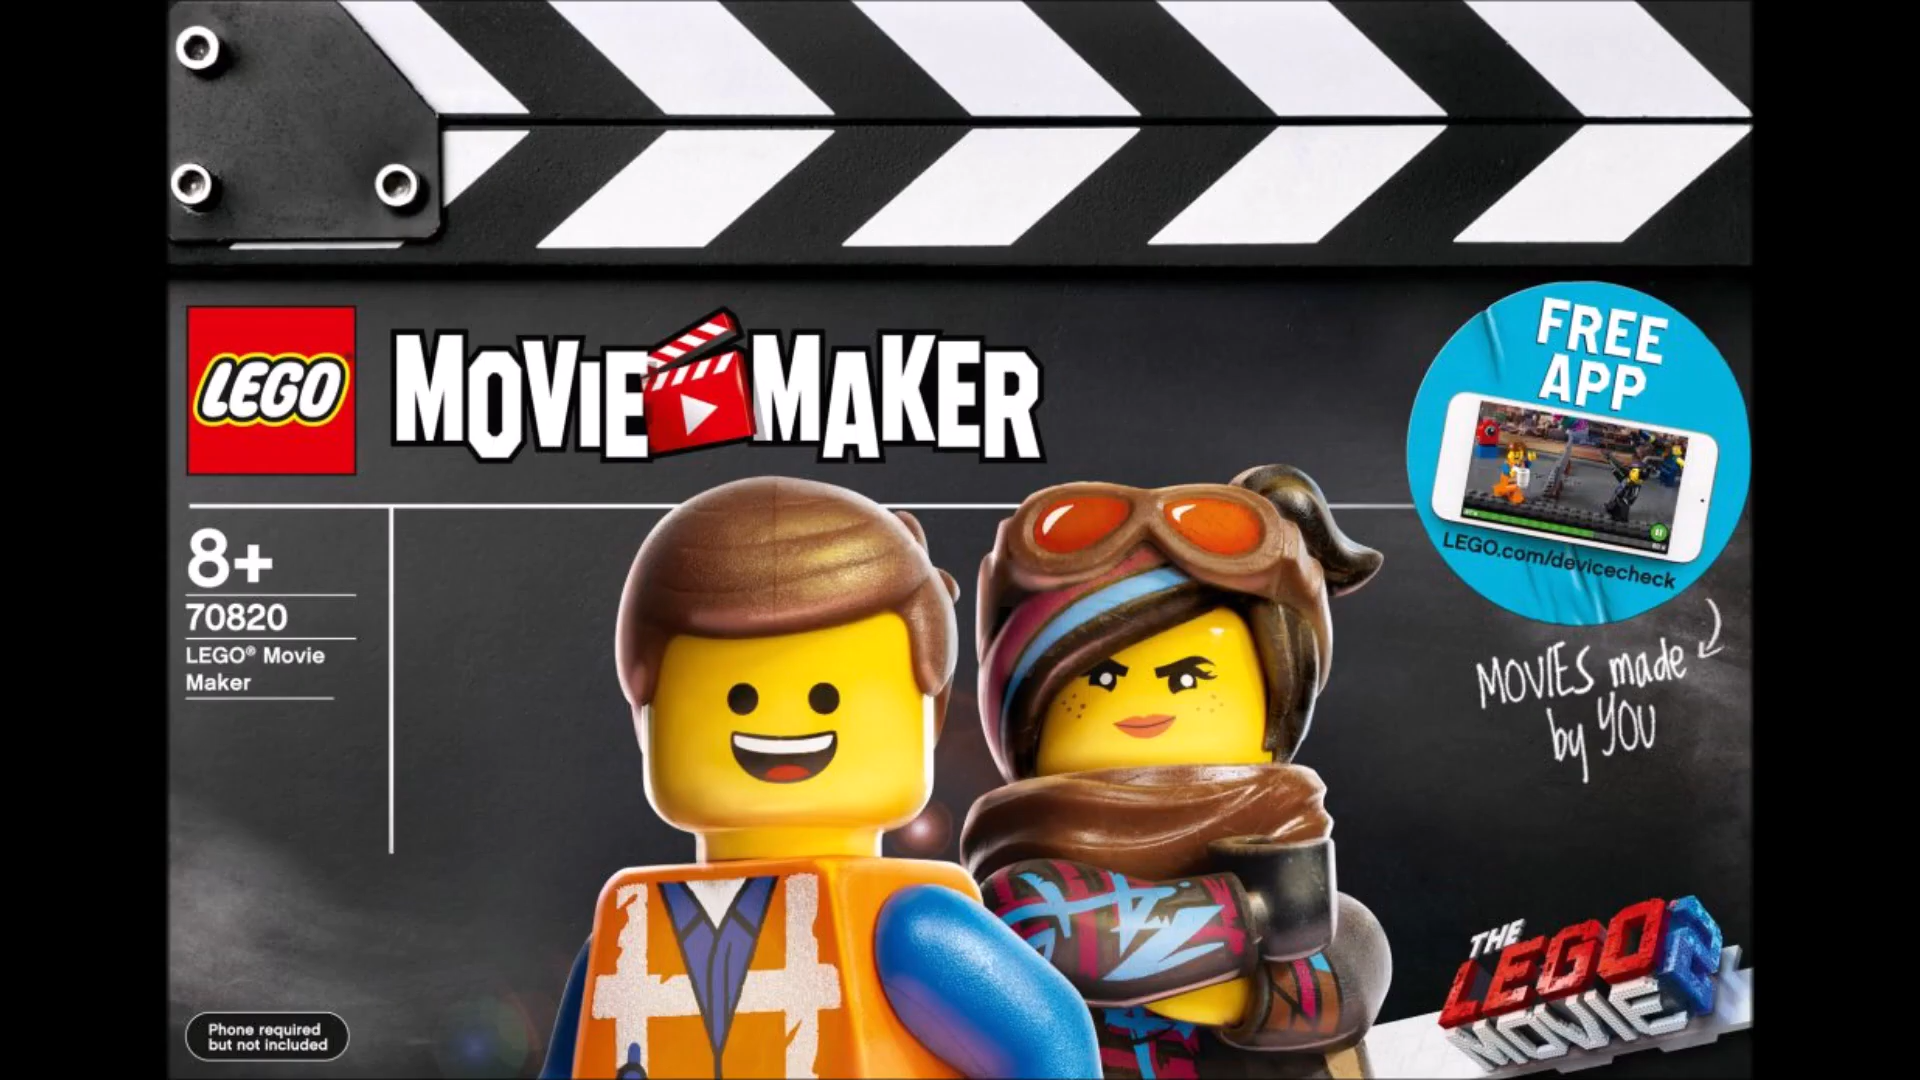 LEGO
MOVIE MAKER
FREE
APP
LEGO.com/devicecheck
8+
70820
LEGO® Movie
Maker
MOVIES made
by YOU
THE
LEGO
MOVIE 2
Phone required
but not included